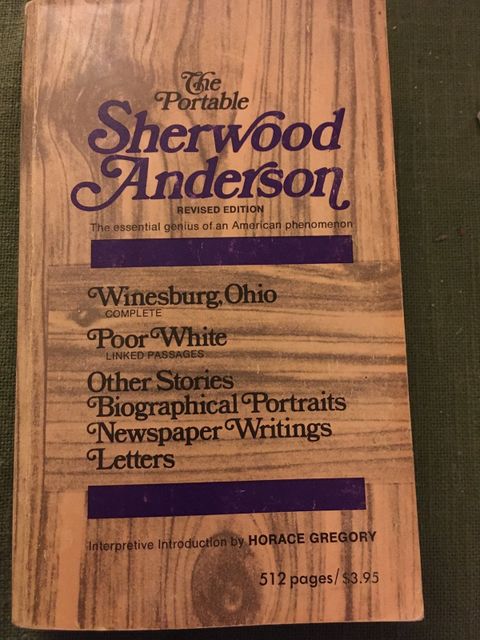 The
Portable
Sherwood
Anderson
REVISED EDITION
The essential genius of an American phenomenon
Winesburg, Ohio
COMPLETE
Poor White
LINKED PASSAGES
Other Stories
Biographical Portraits
Newspaper Writings
Letters
Interpretive Introduction by HORACE GREGORY
512 pages/$3.95